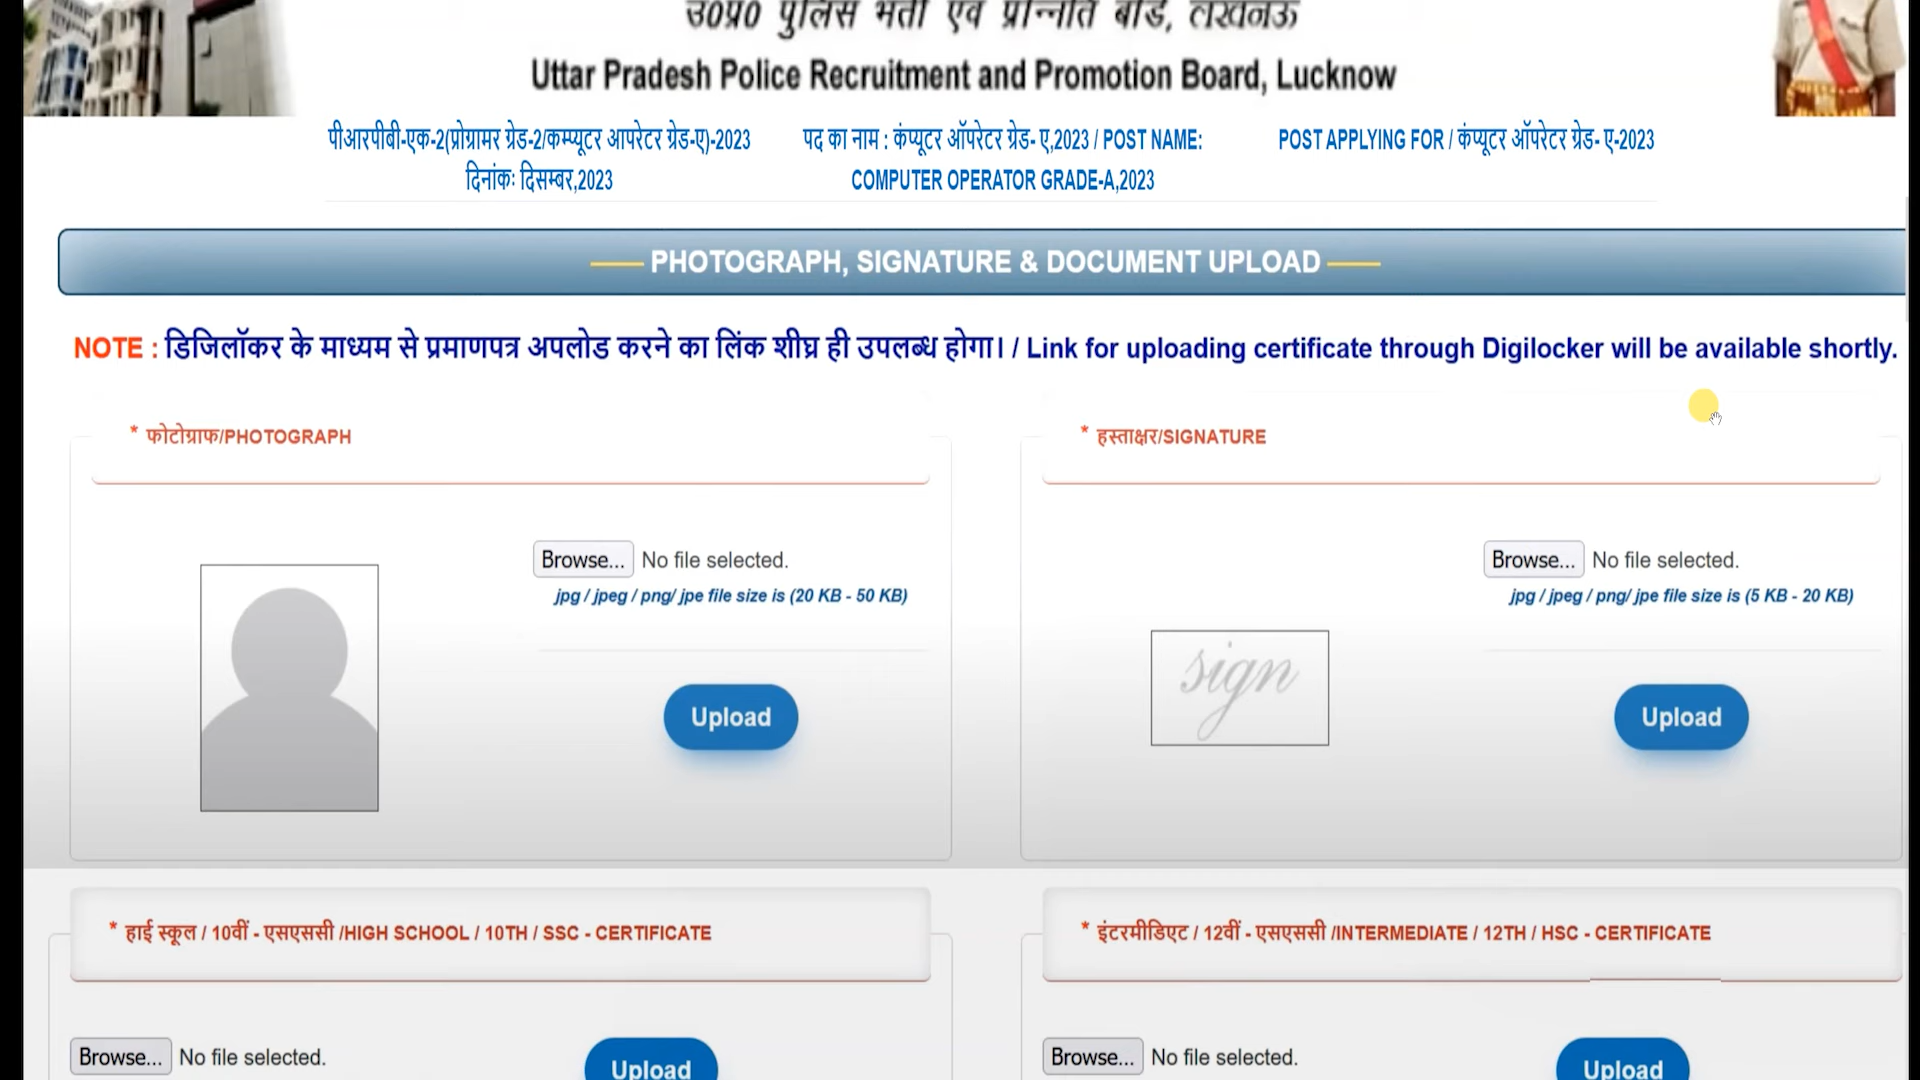 उ0प्र0 पुलिस भर्ती एवं प्रोन्नति बोर्ड, लखनऊ
Uttar Pradesh Police Recruitment and Promotion Board, Lucknow
पीआरपीबी-एक-2(प्रोग्रामर ग्रेड-2/कम्प्यूटर आपरेटर ग्रेड-ए)-2023
दिनांकः दिसम्बर,2023
पद का नाम : कंप्यूटर ऑपरेटर ग्रेड- ए,2023 / POST NAME:
COMPUTER OPERATOR GRADE-A,2023
POST APPLYING FOR / कंप्यूटर ऑपरेटर ग्रेड- ए-2023
PHOTOGRAPH, SIGNATURE & DOCUMENT UPLOAD
NOTE : डिजिलॉकर के माध्यम से प्रमाणपत्र अपलोड करने का लिंक शीघ्र ही उपलब्ध होगा। / Link for uploading certificate through Digilocker will be available shortly.
* फोटोग्राफ/PHOTOGRAPH
Browse... No file selected.
jpg / jpeg / png/ jpe file size is (20 KB - 50 KB)
Upload
* हस्ताक्षर/SIGNATURE
Browse... No file selected.
jpg / jpeg / png/ jpe file size is (5 KB - 20 KB)
sign
Upload
* हाई स्कूल / 10वीं - एसएससी /HIGH SCHOOL / 10TH / SSC - CERTIFICATE
Browse... No file selected.
Upload
* इंटरमीडिएट / 12वीं - एसएससी /INTERMEDIATE / 12TH / HSC - CERTIFICATE
Browse... No file selected.
Upload